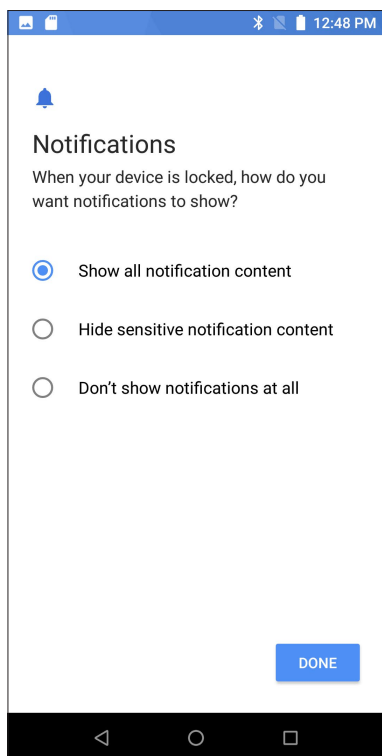 12:48 PM
Notifications
When your device is locked, how do you
want notifications to show?
Show all notification content
Hide sensitive notification content
Don’t show notifications at all
DONE